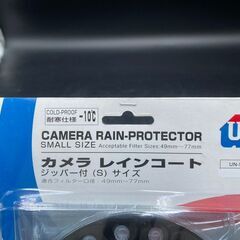 COLD-PROOF
耐寒仕様 -10℃
CAMERA RAIN-PROTECTOR
SMALL SIZE Acceptable Filter Sizes:49mm~77mm
カメラ レインコート
ジッパー付 (S) サイズ
適合フィルター口径:49mm~77mm
U
UN-